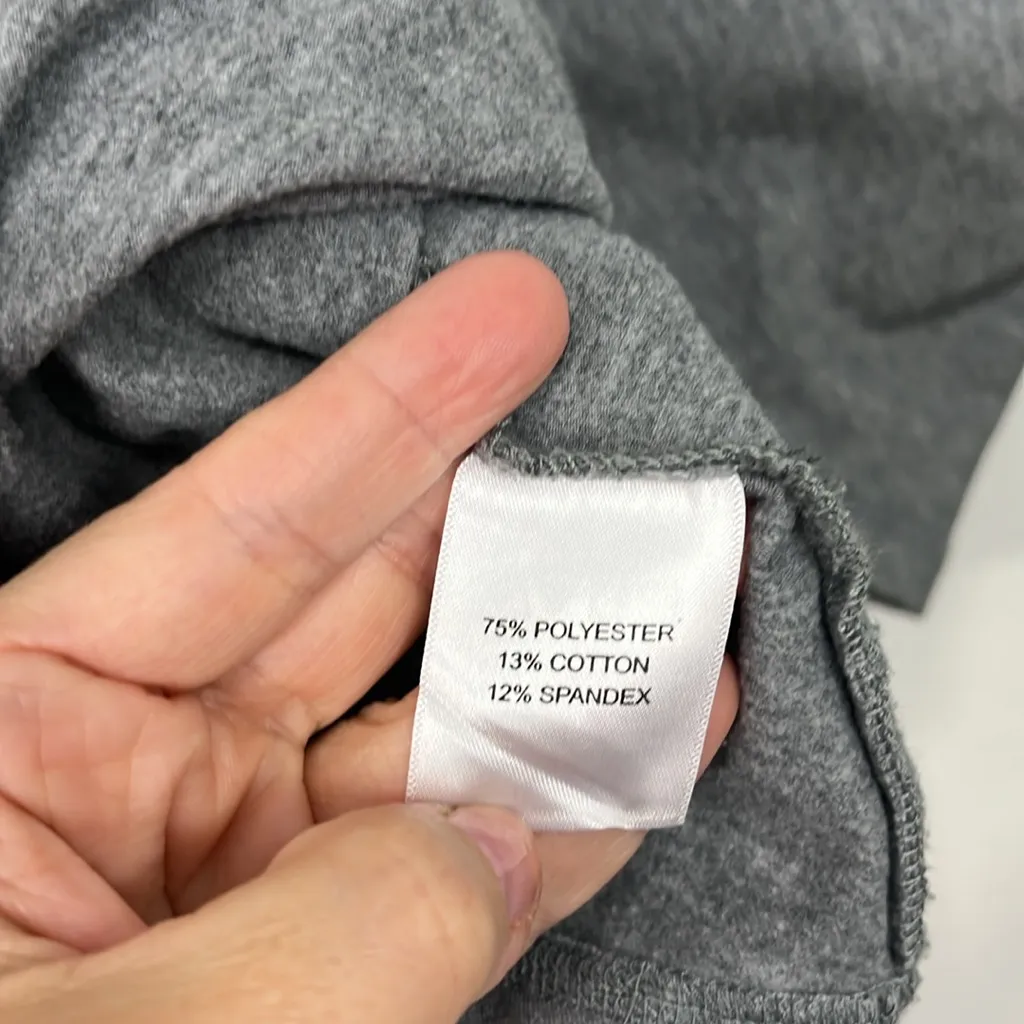 75% POLYESTER
13% COTTON
12% SPANDEX